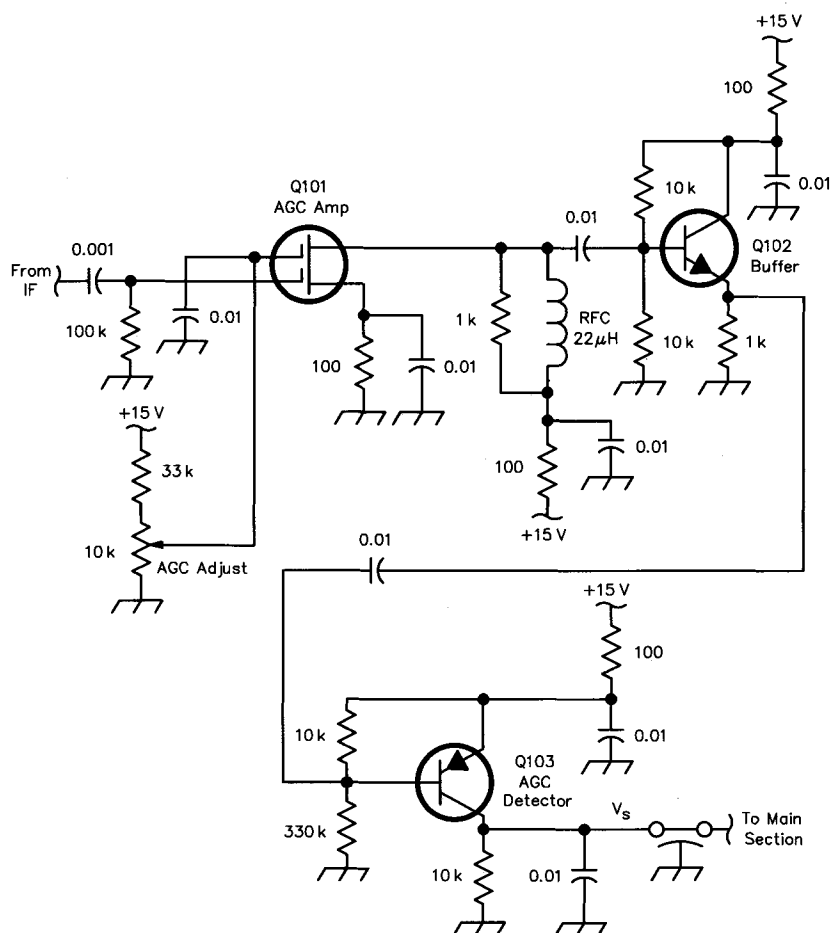 +15 V
100
Q101
AGC Amp
10 k
0.01
0.01
Q102
Buffer
0.001
From
IF
0.01
100 k
1 k
RFC
22μH
10 k
1 k
100
0.01
+15 V
33 k
100
0.01
0.01
+15 V
10 k
AGC Adjust
+15 V
100
10 k
0.01
Q103
AGC
Detector
Vs
To Main
Section
330 k
10 k
0.01